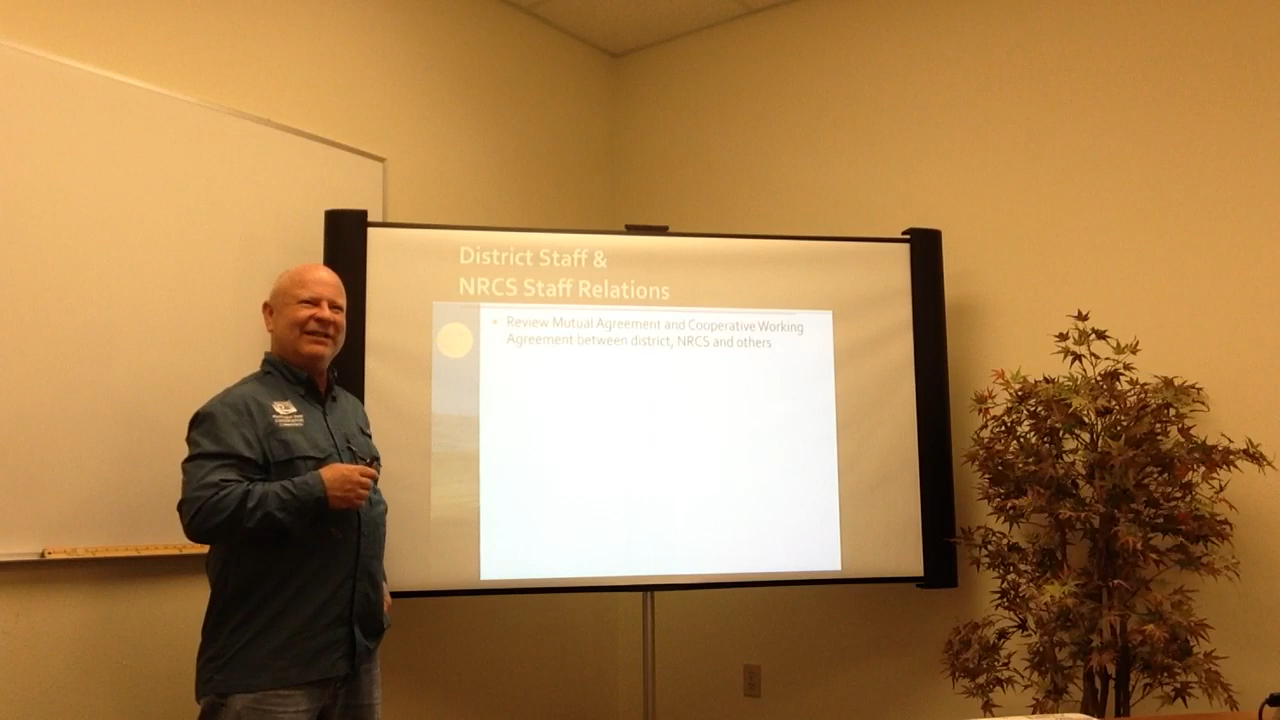 District Staff &
NRCS Staff Relations
Review Mutual Agreement and Cooperative Working
Agreement between district, NRCS and others